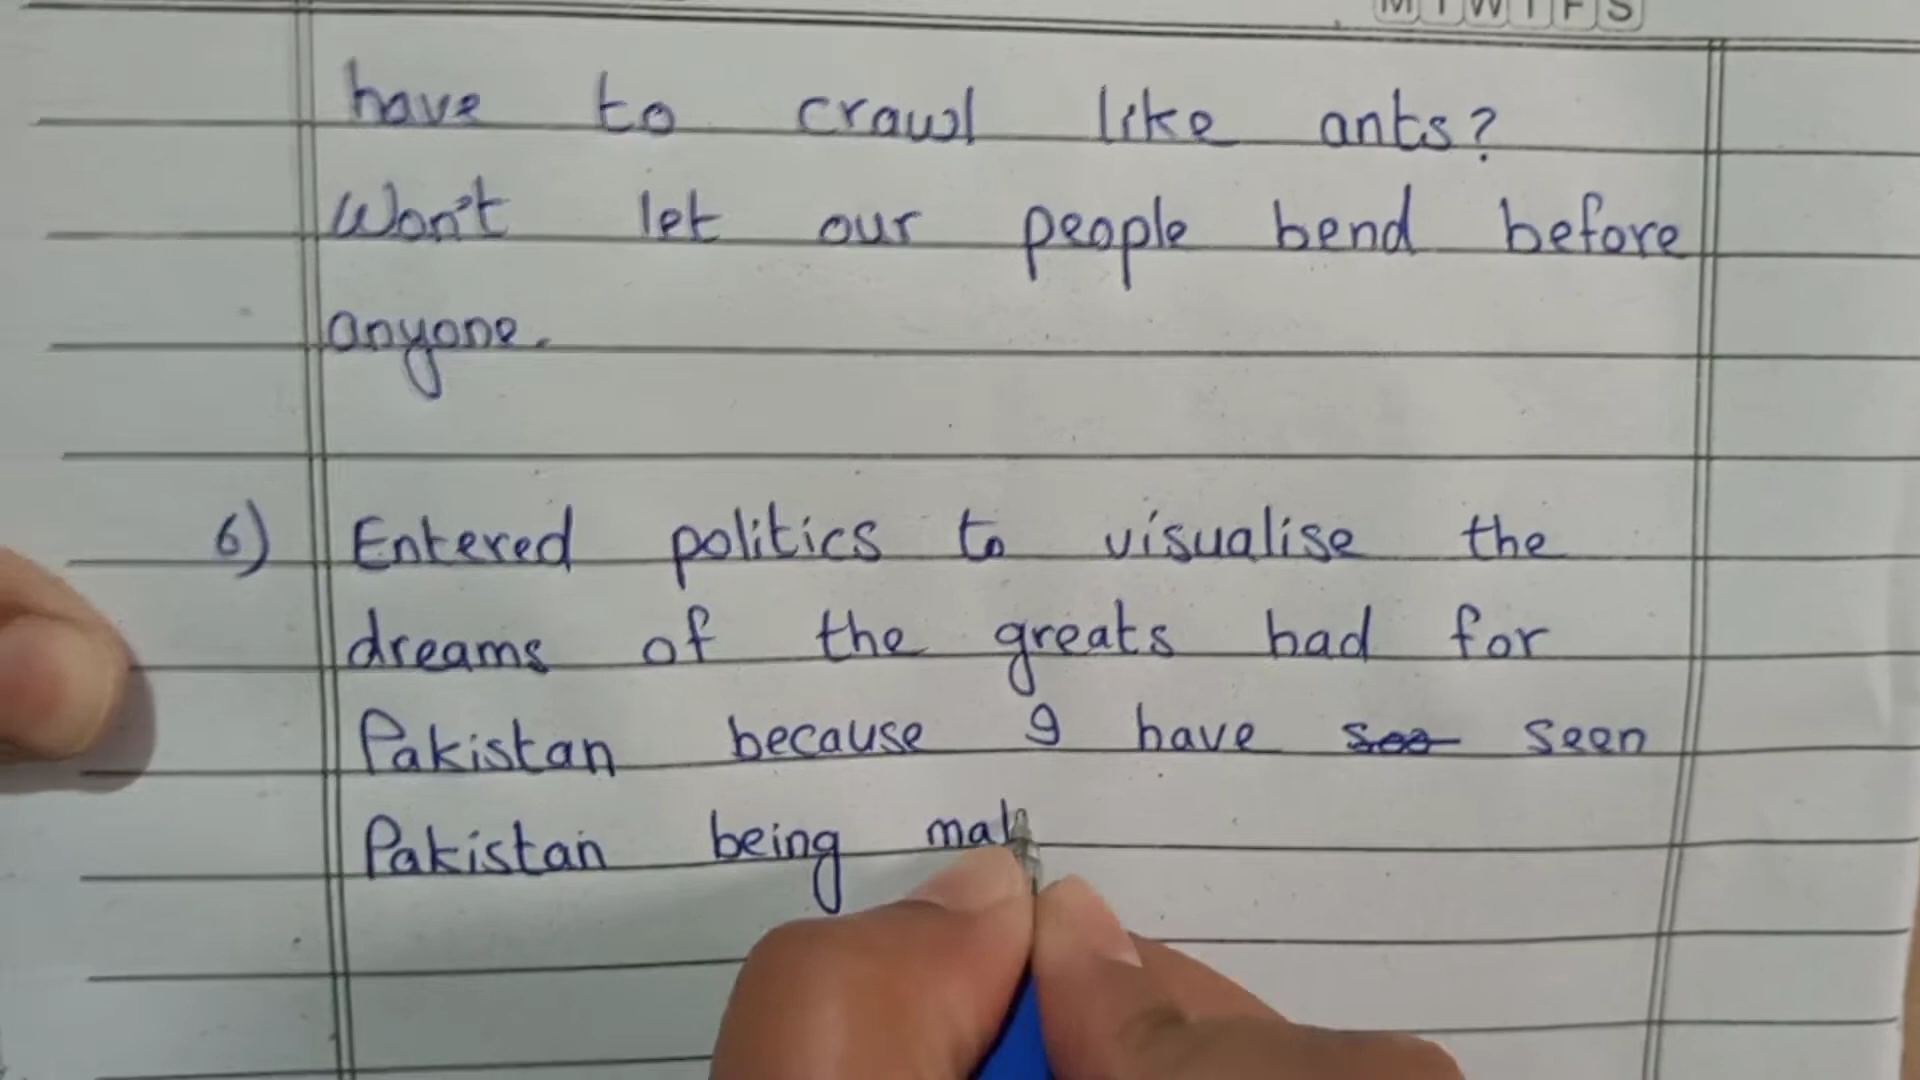 M T W T F S
have to crawl like ants?
Won't let our people bend before
anyone.
6) Entered politics to visualise the
dreams of the greats had for
Pakistan because I have seen
Pakistan being